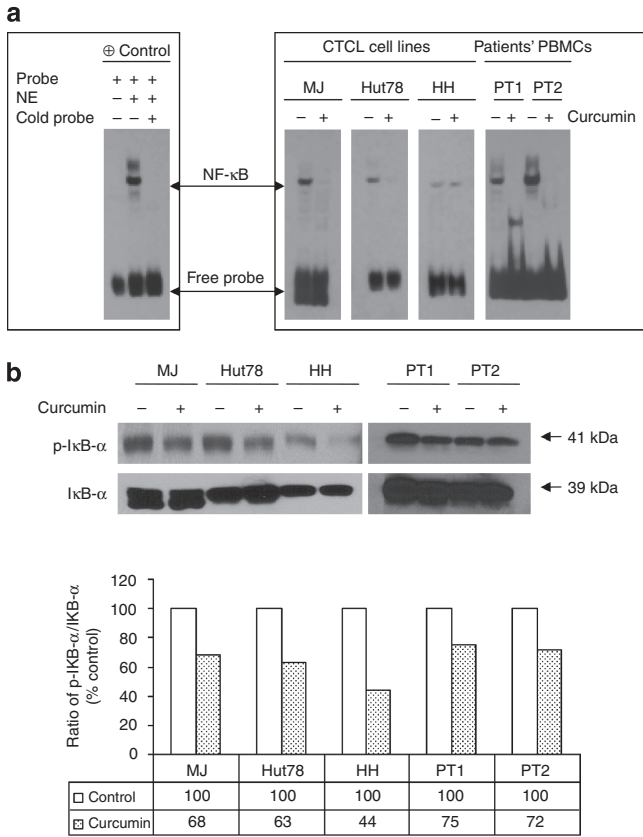 a
⊕ Control
CTCL cell lines Patients' PBMCs
Probe + + +
NE – + +
Cold probe – – +
MJ Hut78 HH PT1 PT2
– + – + – + – + – + Curcumin
NF-κB
Free probe
b
MJ Hut78 HH PT1 PT2
Curcumin – + – + – + – + – +
p-IκB-α 41 kDa
IκB-α 39 kDa
Ratio of p-IKB-α/IKB-α
(% control)
120
100
80
60
40
20
0
MJ Hut78 HH PT1 PT2
Control 100 100 100 100 100
Curcumin 68 63 44 75 72